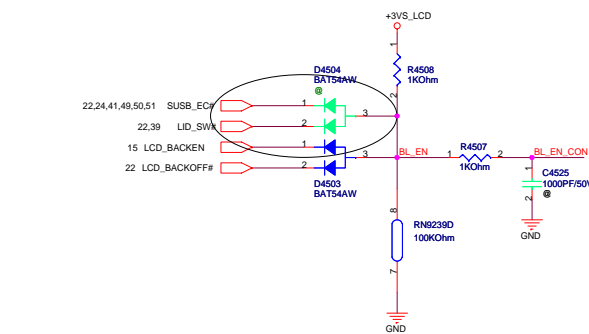 +3VS_LCD
1
D4504
BAT54AW
@
R4508
1KOhm
2
22,24,41,49,50,51 SUSB_EC#
1
3
22,39 LID_SW#
2
15 LCD_BACKEN
1
3
BL_EN
1
R4507
2
BL_EN_CON
1KOhm
22 LCD_BACKOFF#
2
D4503
BAT54AW
1
C4525
1000PF/50V
@
2
GND
8
RN9239D
100KOhm
7
GND